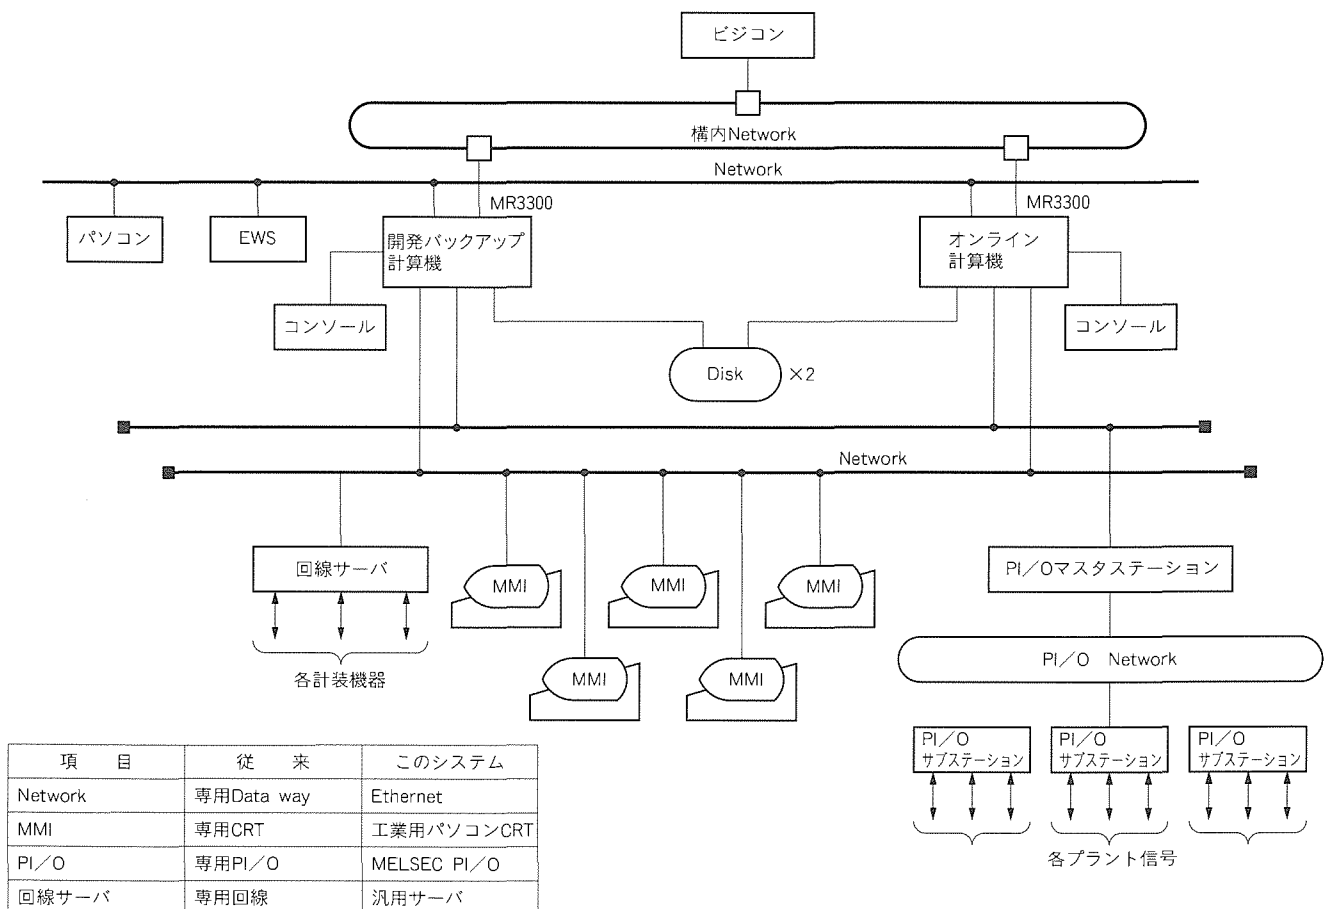 ビジコン
構内Network
Network
MR3300
MR3300
パソコン
EWS
開発バックアップ
計算機
オンライン
計算機
コンソール
コンソール
Disk
×2
Network
回線サーバ
MMI
MMI
MMI
PI/Oマスタステーション
MMI
MMI
各計装機器
PI/O Network
PI/O
サブステーション
PI/O
サブステーション
PI/O
サブステーション
各プラント信号
項 目 従 来 このシステム
Network 専用Data way Ethernet
MMI 専用CRT 工業用パソコンCRT
PI/O 専用PI/O MELSEC PI/O
回線サーバ 専用回線 汎用サーバ